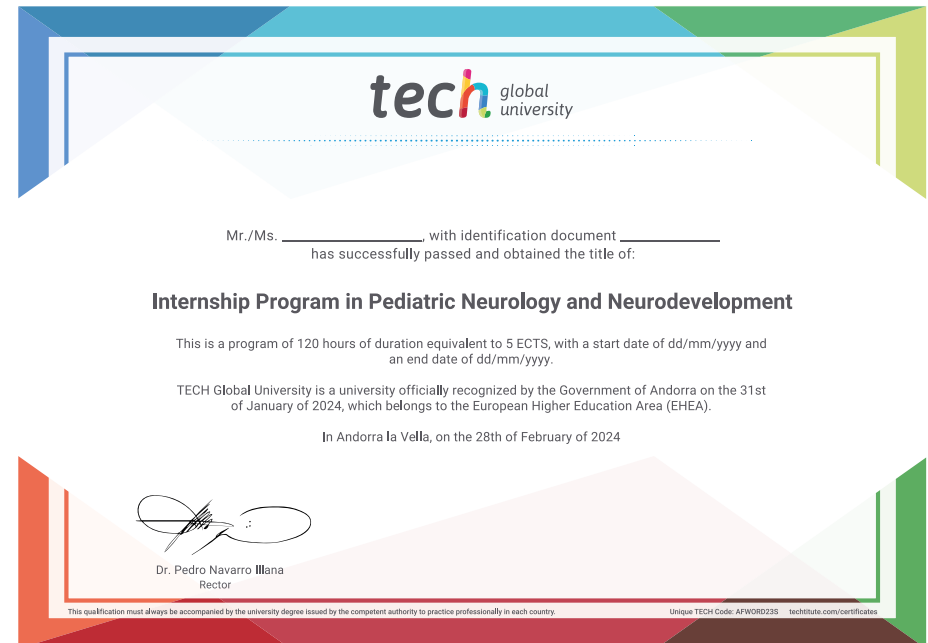 tech global university
Mr./Ms. ____________, with identification document ____________
has successfully passed and obtained the title of:
Internship Program in Pediatric Neurology and Neurodevelopment
This is a program of 120 hours of duration equivalent to 5 ECTS, with a start date of dd/mm/yyyy and
an end date of dd/mm/yyyy.
TECH Global University is a university officially recognized by the Government of Andorra on the 31st
of January of 2024, which belongs to the European Higher Education Area (EHEA).
In Andorra la Vella, on the 28th of February of 2024
Dr. Pedro Navarro Illana
Rector
This qualification must always be accompanied by the university degree issued by the competent authority to practice professionally in each country. Unique TECH Code: AFWORD23S techtitute.com/certificates